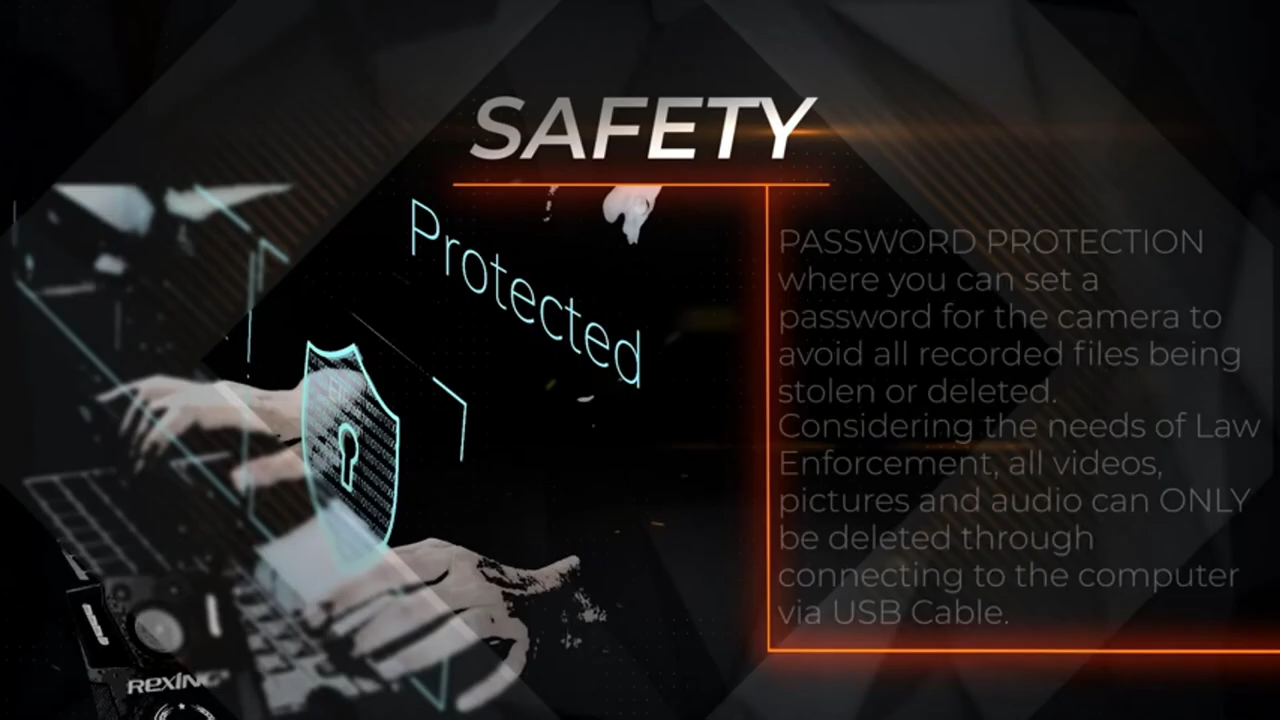 SAFETY
Protected
PASSWORD PROTECTION
where you can set a
password for the camera to
avoid all recorded files being
stolen or deleted.
Considering the needs of Law
Enforcement, all videos,
pictures and audio can ONLY
be deleted through
connecting to the computer
via USB Cable.
REXING